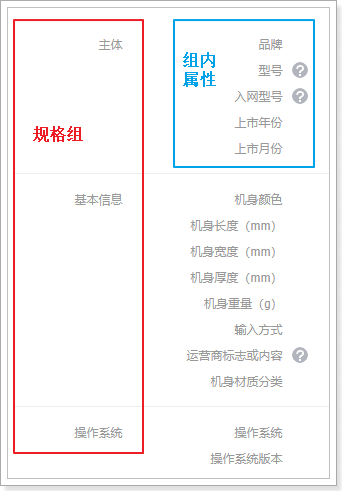 主体
品牌
组内
属性
型号
入网型号
上市年份
规格组
上市月份
基本信息
机身颜色
机身长度（mm）
机身宽度（mm）
机身厚度（mm）
机身重量（g）
输入方式
运营商标志或内容
机身材质分类
操作系统
操作系统
操作系统版本